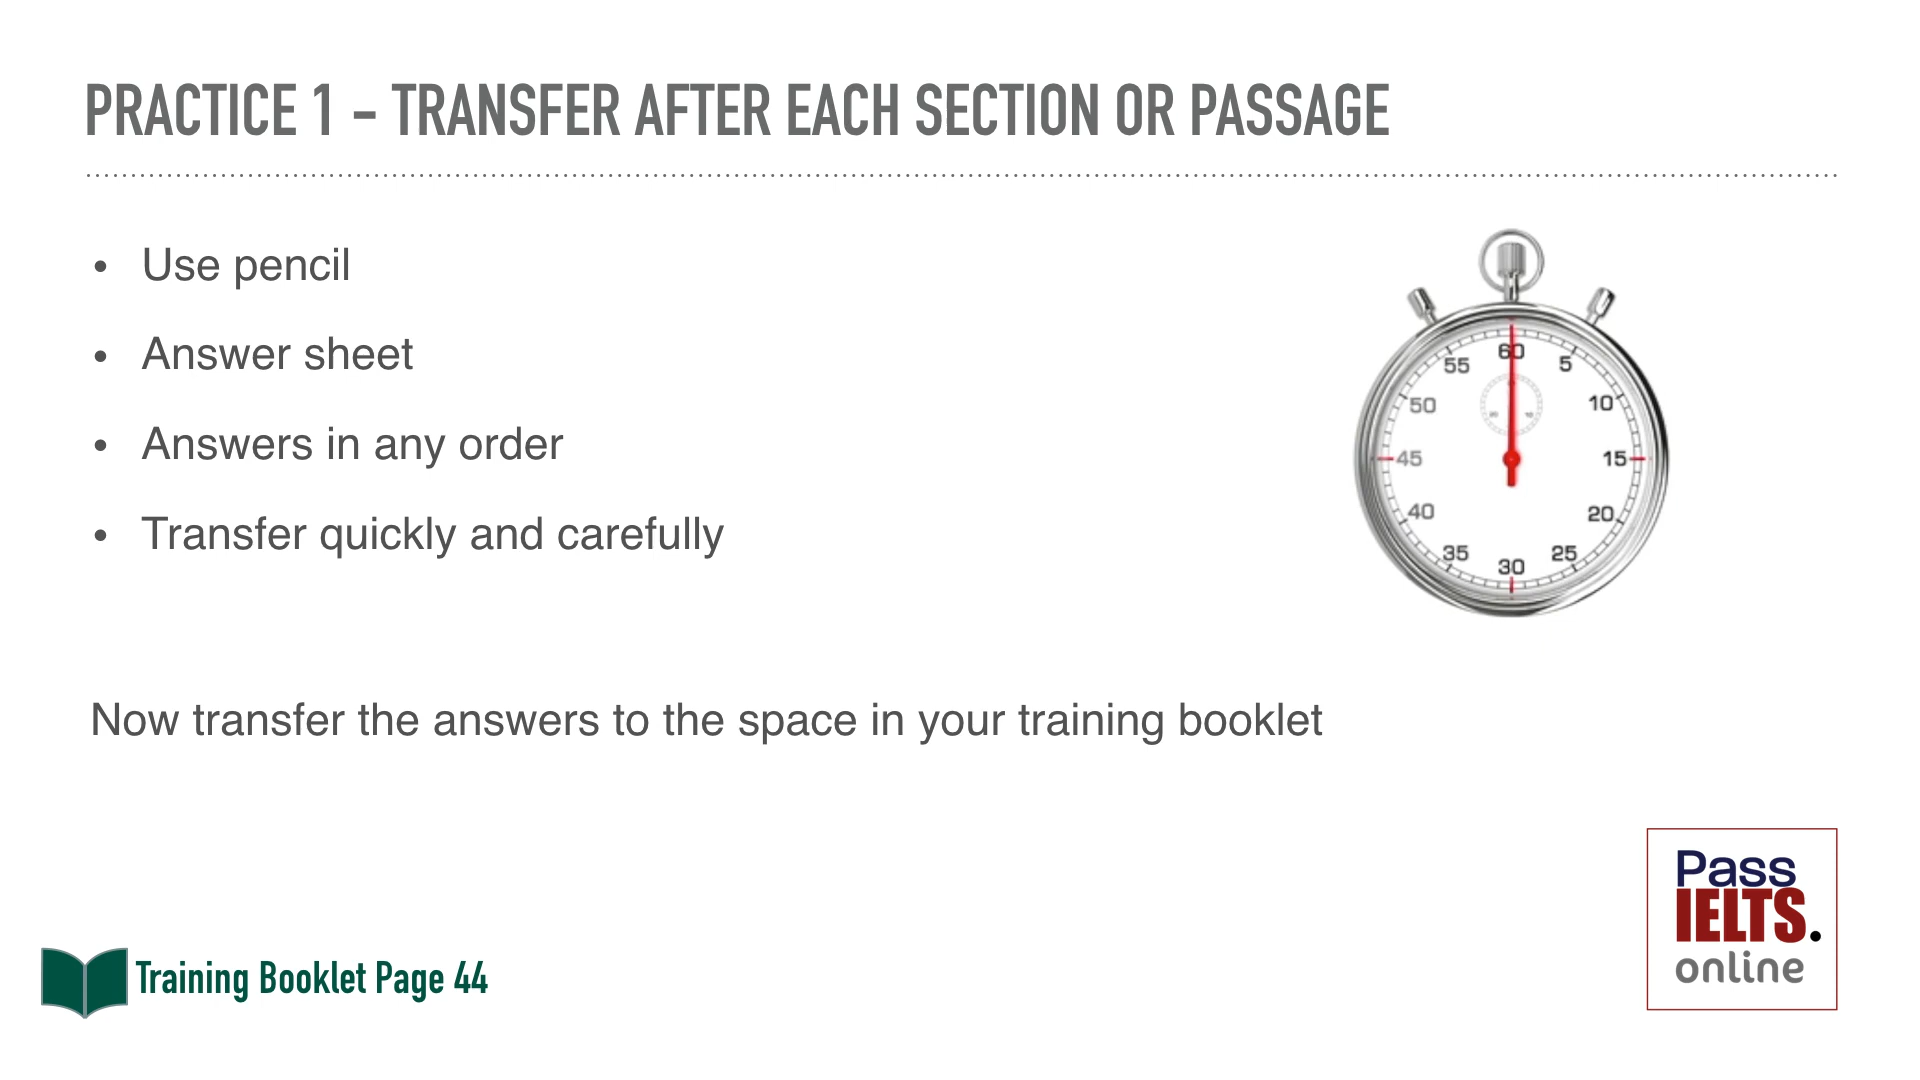 PRACTICE 1 - TRANSFER AFTER EACH SECTION OR PASSAGE
• Use pencil
• Answer sheet
• Answers in any order
• Transfer quickly and carefully
60
55
5
50
10
45
15
40
20
35
25
30
Now transfer the answers to the space in your training booklet
Pass
IELTS.
online
Training Booklet Page 44